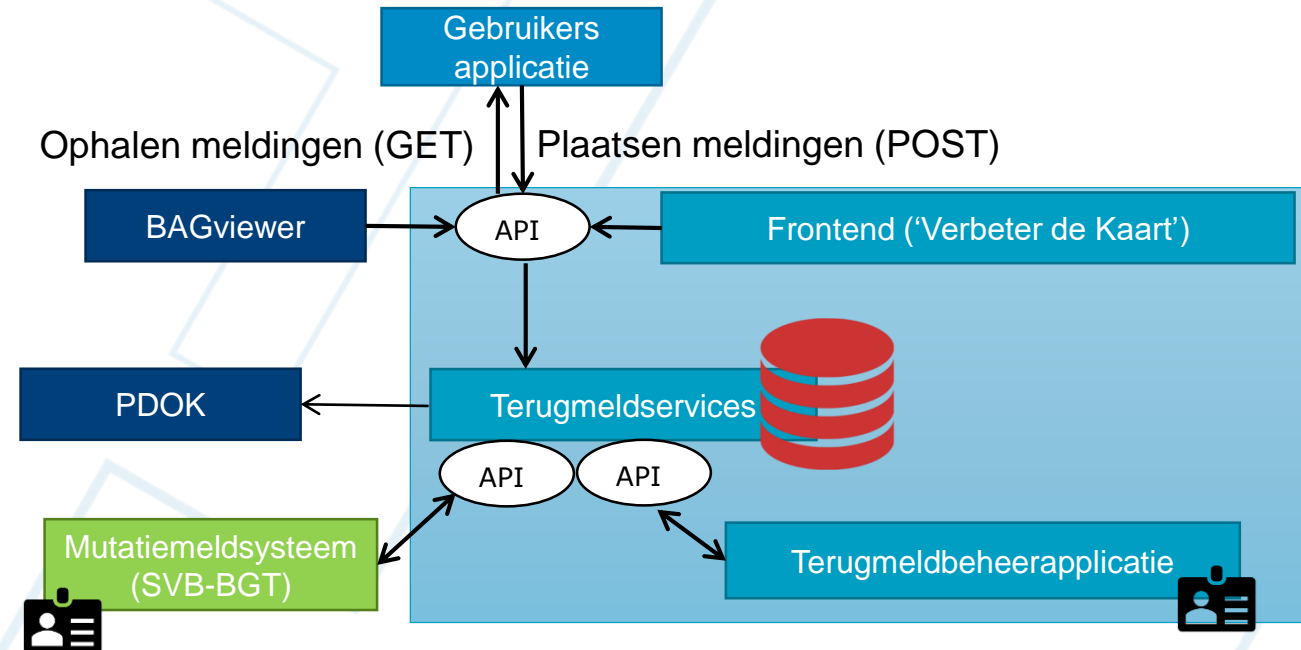 Gebruikers
applicatie
Ophalen meldingen (GET)
Plaatsen meldingen (POST)
BAGviewer
API
Frontend (‘Verbeter de Kaart’)
PDOK
Terugmeldservices
API
API
Mutatiemeldsysteem
(SVB-BGT)
Terugmeldbeheerapplicatie